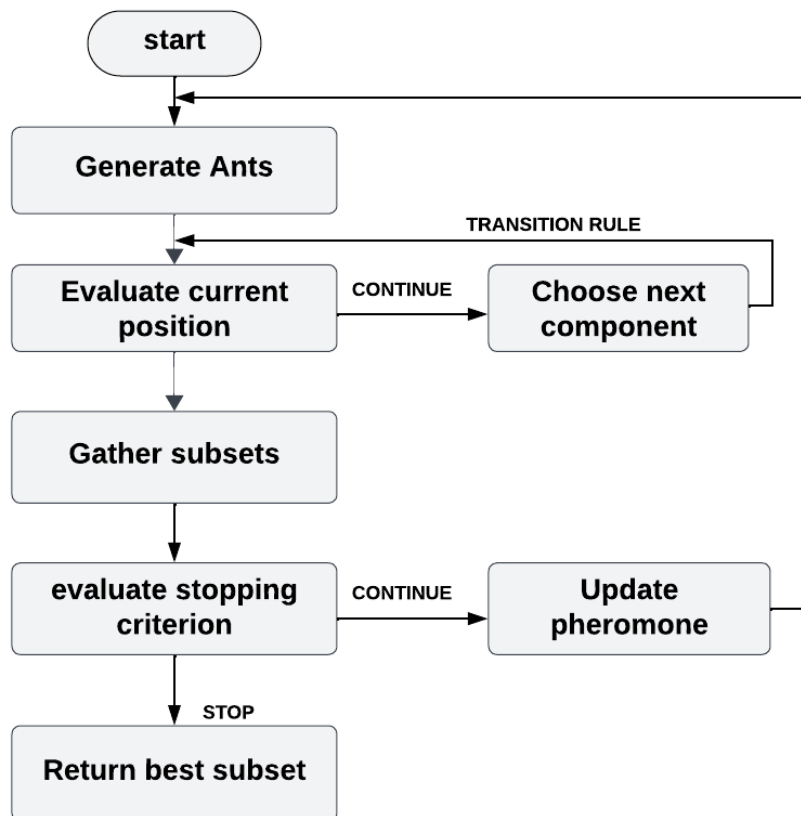 start
Generate Ants
TRANSITION RULE
Evaluate current
position
CONTINUE
Choose next
component
Gather subsets
evaluate stopping
criterion
CONTINUE
Update
pheromone
STOP
Return best subset